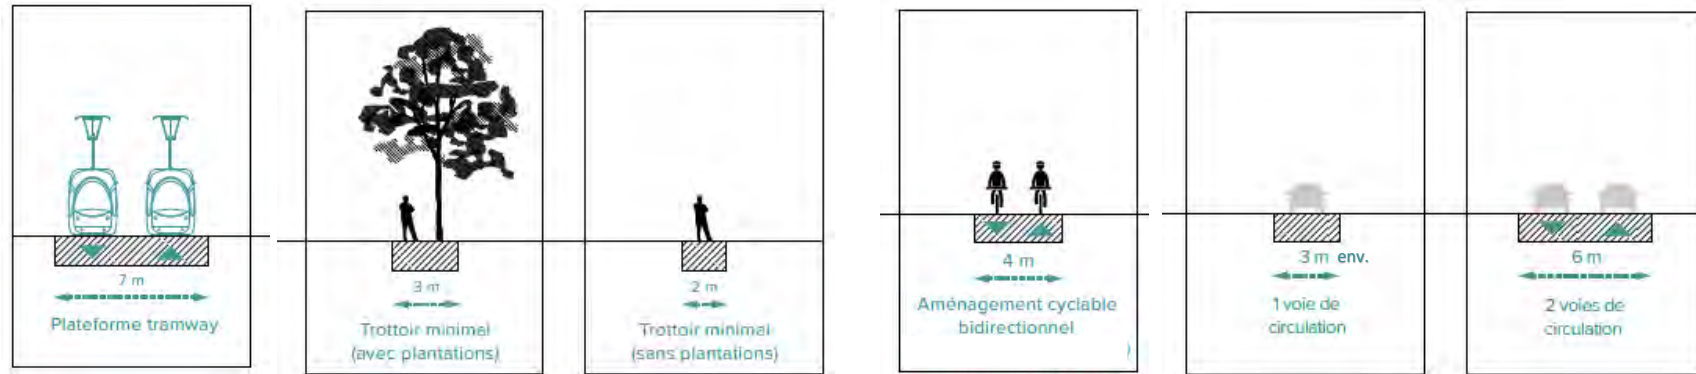 7 m
Plateforme tramway
3 m
Trottoir minimal
(avec plantations)
2 m
Trottoir minimal
(sans plantations)
4 m
Aménagement cyclable
bidirectionnel
)
3 m env.
1 voie de
circulation
6 m
2 voies de
circulation